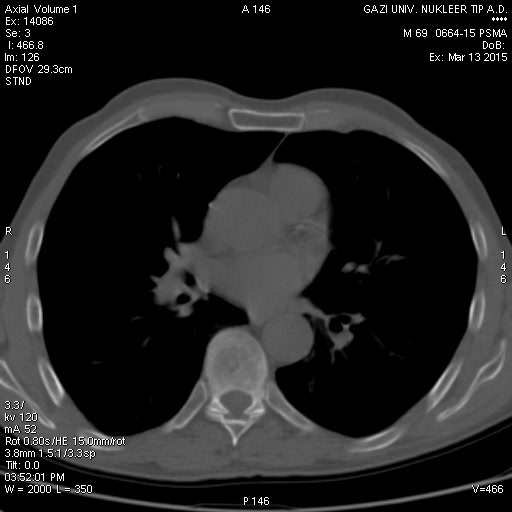 Axial Volume 1
Ex: 14086
Se: 3
I: 466.8
Im: 126
DFOV 29.3cm
STND
A 146
GAZI UNIV. NUKLEER TIP A.D.
****
M 69 0664-15 PSMA
DoB:
Ex: Mar 13 2015
R
1
4
6
L
1
4
6
3.3/
kv 120
mA 52
Rot 0.80s/HE 15.0mm/rot
3.8mm 1.5:1/3.3sp
Tilt: 0.0
03:52:01 PM
W = 2000 L = 350
P 146
V=466